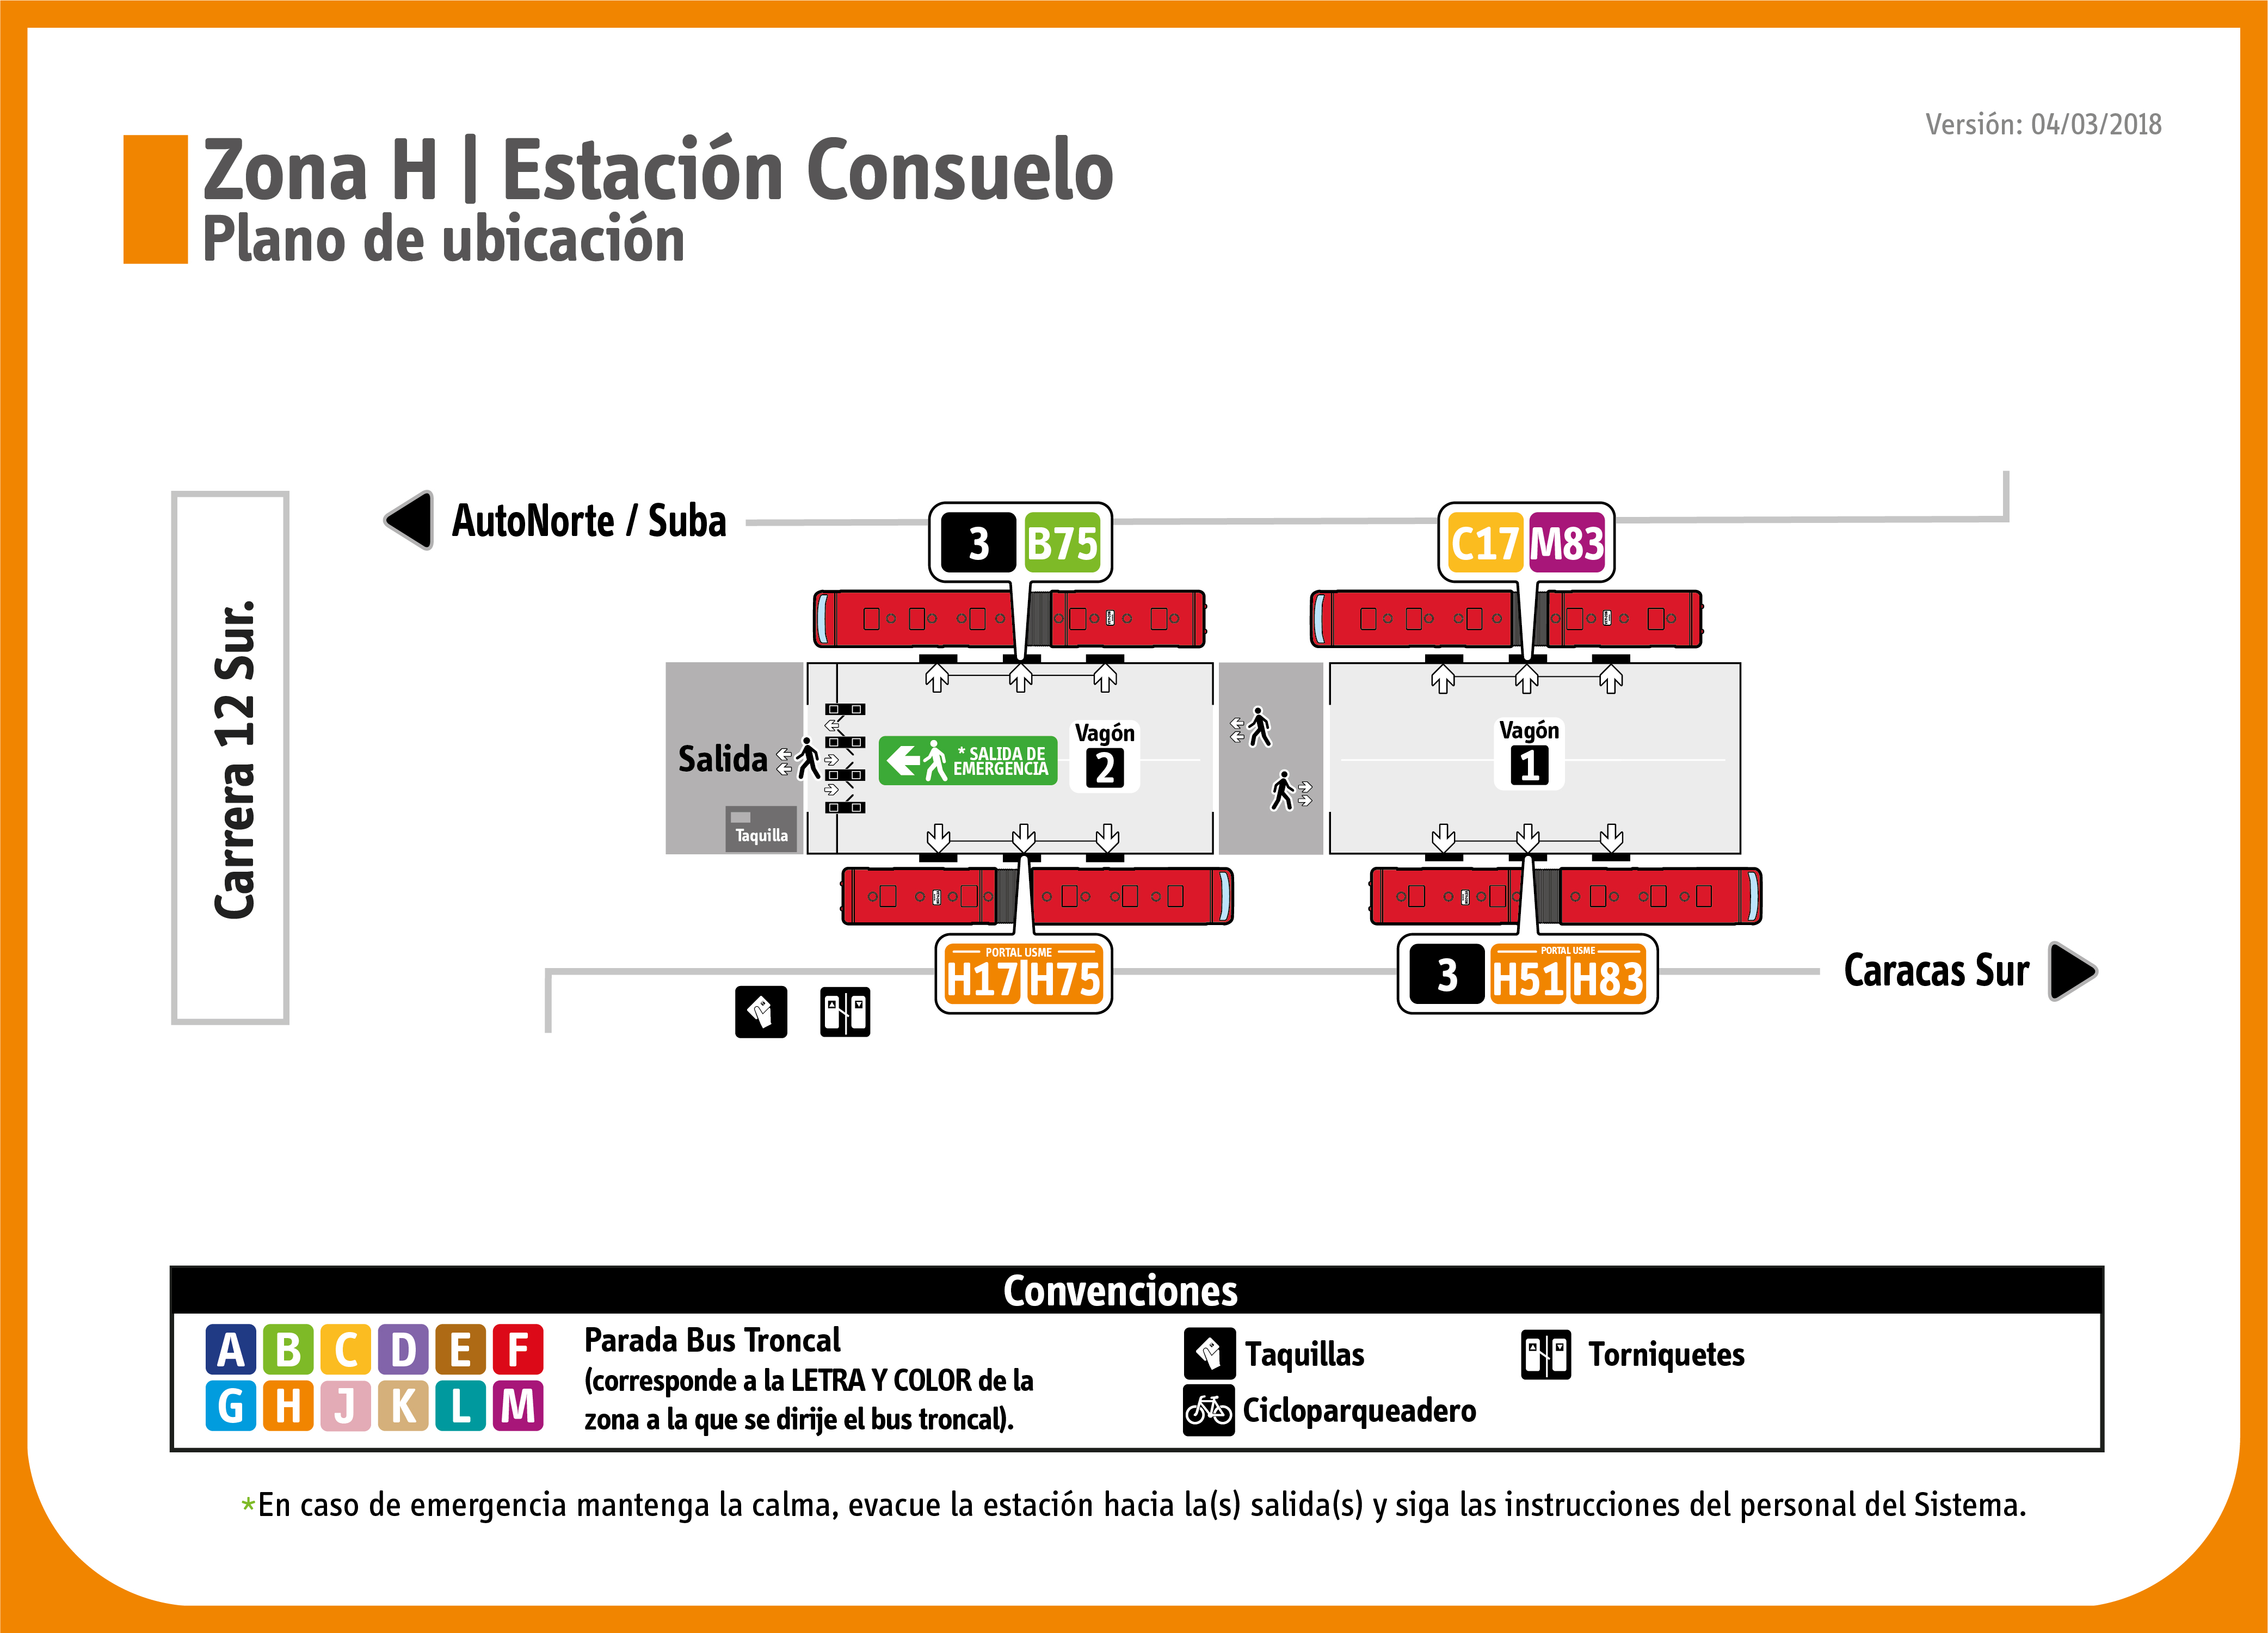 Versión: 04/03/2018
Zona H | Estación Consuelo
Plano de ubicación
Carrera 12 Sur.
AutoNorte / Suba
3 B75
C17 M83
Salida
Taquilla
* SALIDA DE
EMERGENCIA
Vagón
2
Vagón
1
PORTAL USME
H17|H75
3
PORTAL USME
H51|H83
Caracas Sur
Convenciones
A B C D E F
G H J K L M
Parada Bus Troncal
(corresponde a la LETRA Y COLOR de la
zona a la que se dirije el bus troncal).
Taquillas
Cicloparqueadero
Torniquetes
*En caso de emergencia mantenga la calma, evacue la estación hacia la(s) salida(s) y siga las instrucciones del personal del Sistema.